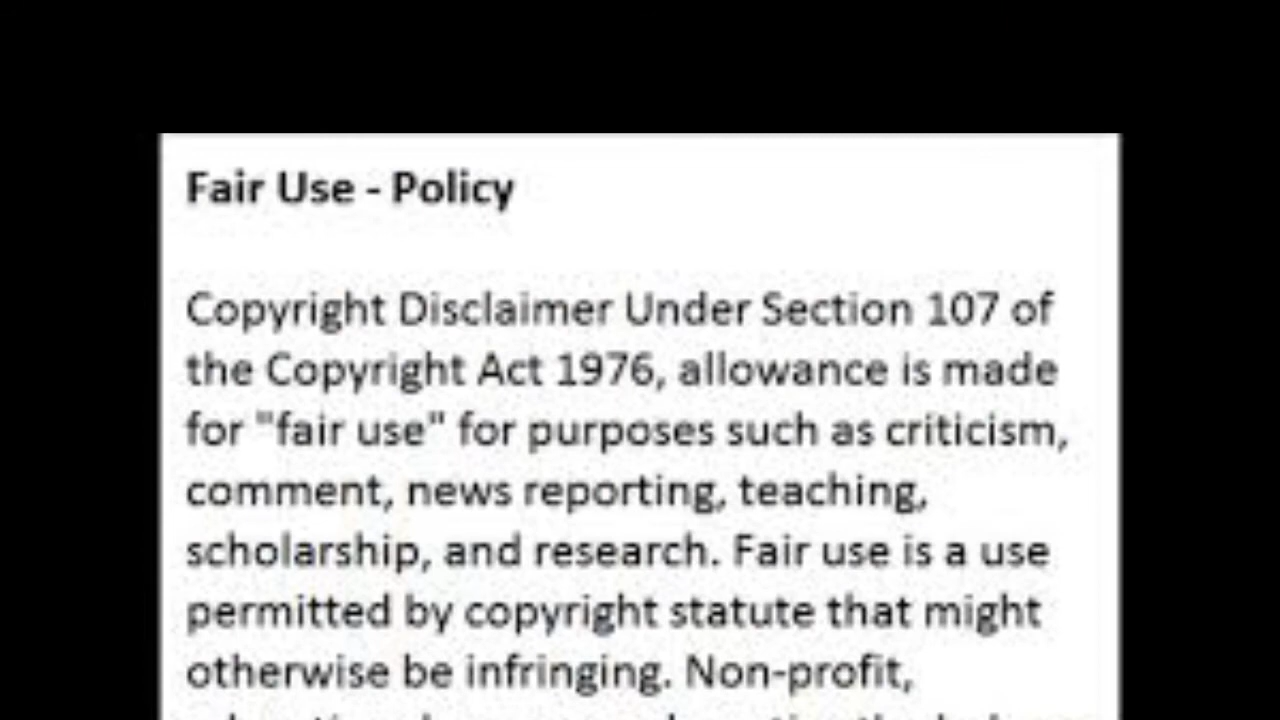 Fair Use - Policy
Copyright Disclaimer Under Section 107 of
the Copyright Act 1976, allowance is made
for "fair use" for purposes such as criticism,
comment, news reporting, teaching,
scholarship, and research. Fair use is a use
permitted by copyright statute that might
otherwise be infringing. Non-profit,